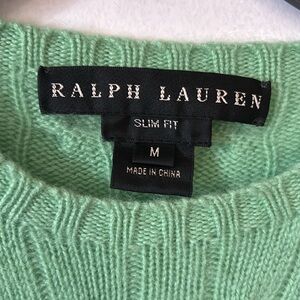 RALPH LAUREN
SLIM FIT
M
MADE IN CHINA